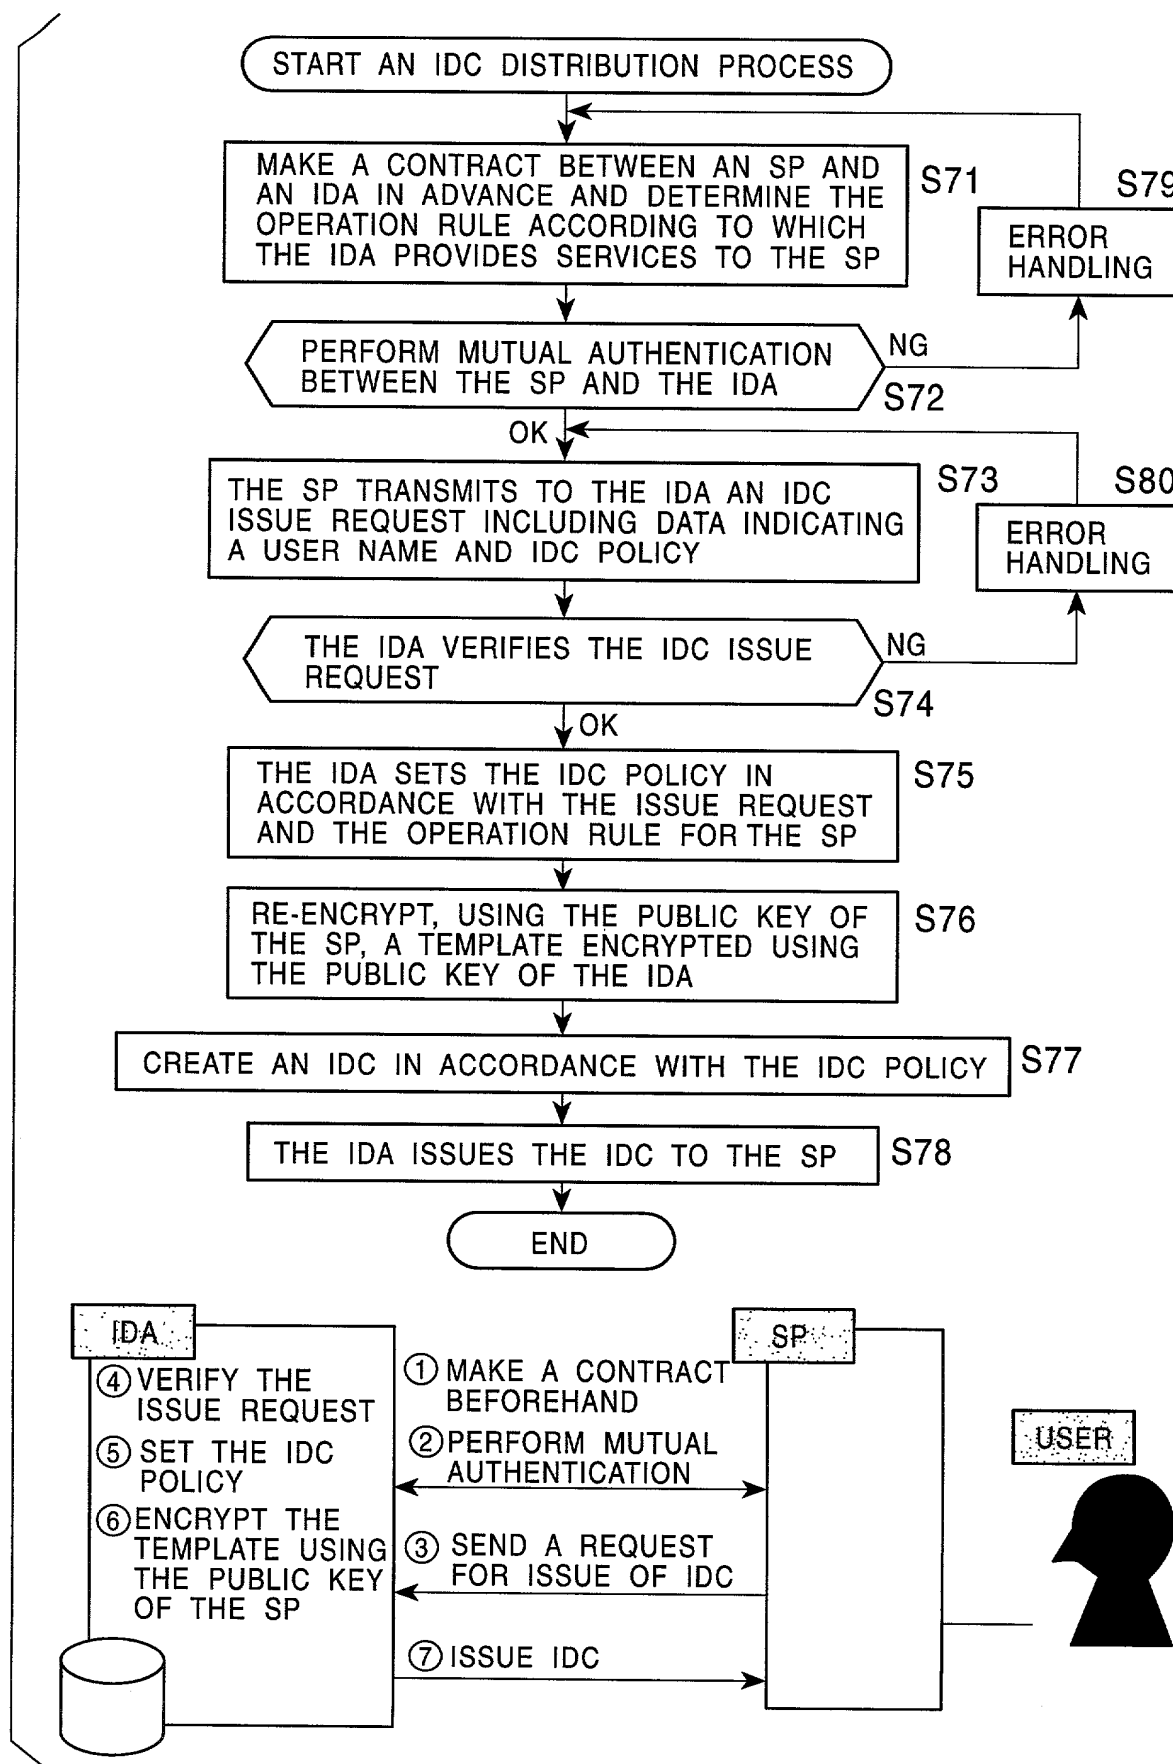 START AN IDC DISTRIBUTION PROCESS
MAKE A CONTRACT BETWEEN AN SP AND
AN IDA IN ADVANCE AND DETERMINE THE
OPERATION RULE ACCORDING TO WHICH
THE IDA PROVIDES SERVICES TO THE SP
S71
S79
ERROR
HANDLING
PERFORM MUTUAL AUTHENTICATION
BETWEEN THE SP AND THE IDA
NG
S72
OK
THE SP TRANSMITS TO THE IDA AN IDC
ISSUE REQUEST INCLUDING DATA INDICATING
A USER NAME AND IDC POLICY
S73
S80
ERROR
HANDLING
THE IDA VERIFIES THE IDC ISSUE
REQUEST
NG
S74
OK
THE IDA SETS THE IDC POLICY IN
ACCORDANCE WITH THE ISSUE REQUEST
AND THE OPERATION RULE FOR THE SP
S75
RE-ENCRYPT, USING THE PUBLIC KEY OF
THE SP, A TEMPLATE ENCRYPTED USING
THE PUBLIC KEY OF THE IDA
S76
CREATE AN IDC IN ACCORDANCE WITH THE IDC POLICY
S77
THE IDA ISSUES THE IDC TO THE SP
S78
END
IDA
④ VERIFY THE
ISSUE REQUEST
⑤ SET THE IDC
POLICY
⑥ ENCRYPT THE
TEMPLATE USING
THE PUBLIC KEY
OF THE SP
① MAKE A CONTRACT
BEFOREHAND
② PERFORM MUTUAL
AUTHENTICATION
③ SEND A REQUEST
FOR ISSUE OF IDC
⑦ ISSUE IDC
SP
USER